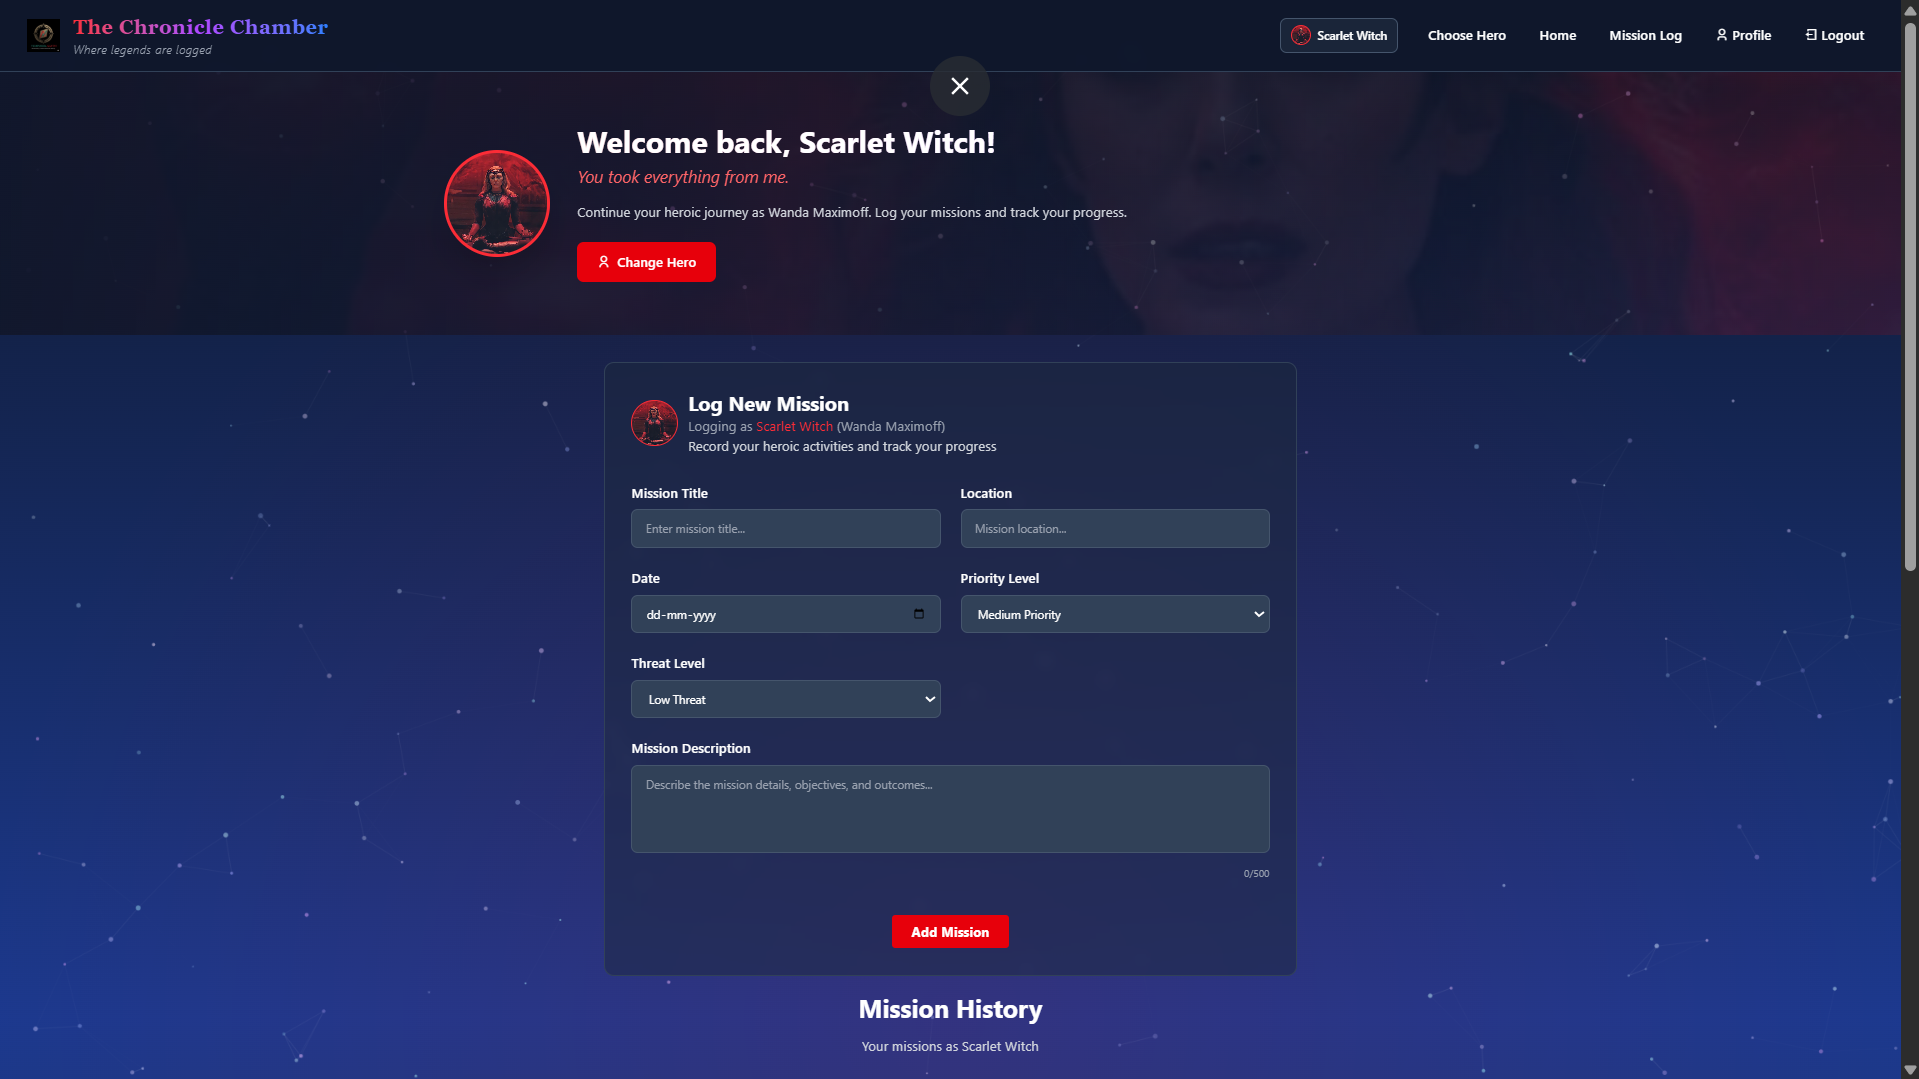 The Chronicle Chamber
Where legends are logged
Scarlet Witch
Choose Hero
Home
Mission Log
Profile
Logout
Welcome back, Scarlet Witch!
You took everything from me.
Continue your heroic journey as Wanda Maximoff. Log your missions and track your progress.
Change Hero
Log New Mission
Logging as Scarlet Witch (Wanda Maximoff)
Record your heroic activities and track your progress
Mission Title
Location
Enter mission title...
Mission location...
Date
Priority Level
dd-mm-yyyy
Medium Priority
Threat Level
Low Threat
Mission Description
Describe the mission details, objectives, and outcomes...
0/500
Add Mission
Mission History
Your missions as Scarlet Witch